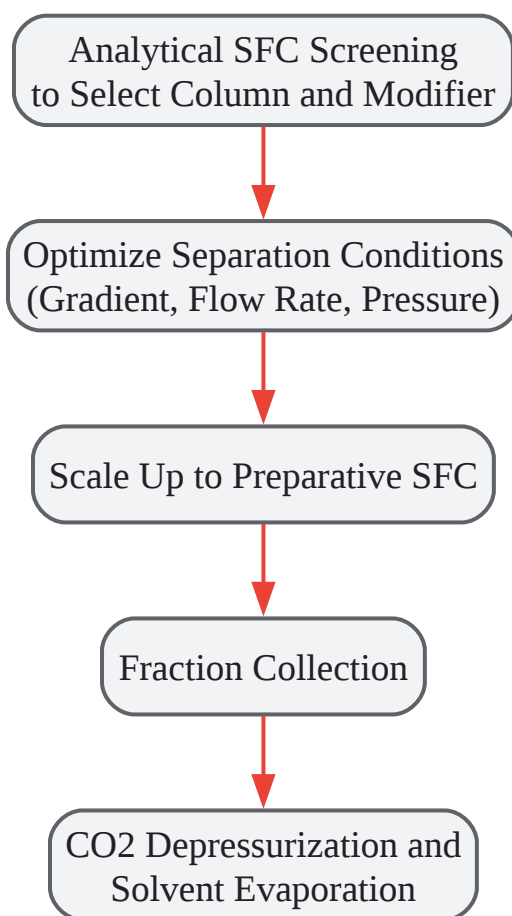 Analytical SFC Screening
to Select Column and Modifier
Optimize Separation Conditions
(Gradient, Flow Rate, Pressure)
Scale Up to Preparative SFC
Fraction Collection
CO2 Depressurization and
Solvent Evaporation